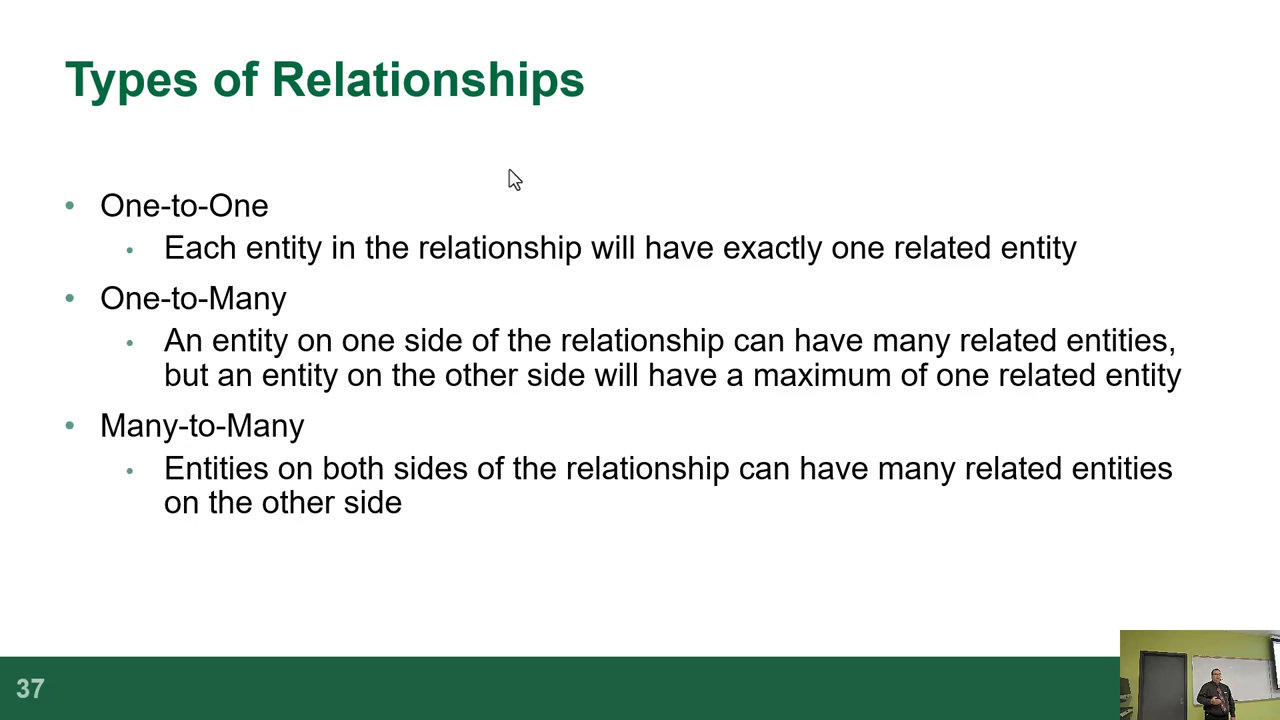 Types of Relationships
• One-to-One
• Each entity in the relationship will have exactly one related entity
• One-to-Many
• An entity on one side of the relationship can have many related entities,
but an entity on the other side will have a maximum of one related entity
• Many-to-Many
• Entities on both sides of the relationship can have many related entities
on the other side
37